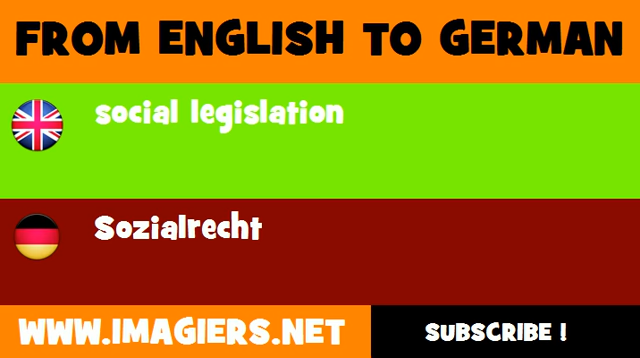 FROM ENGLISH TO GERMAN
social legislation
Sozialrecht
WWW.IMAGIERS.NET
SUBSCRIBE !